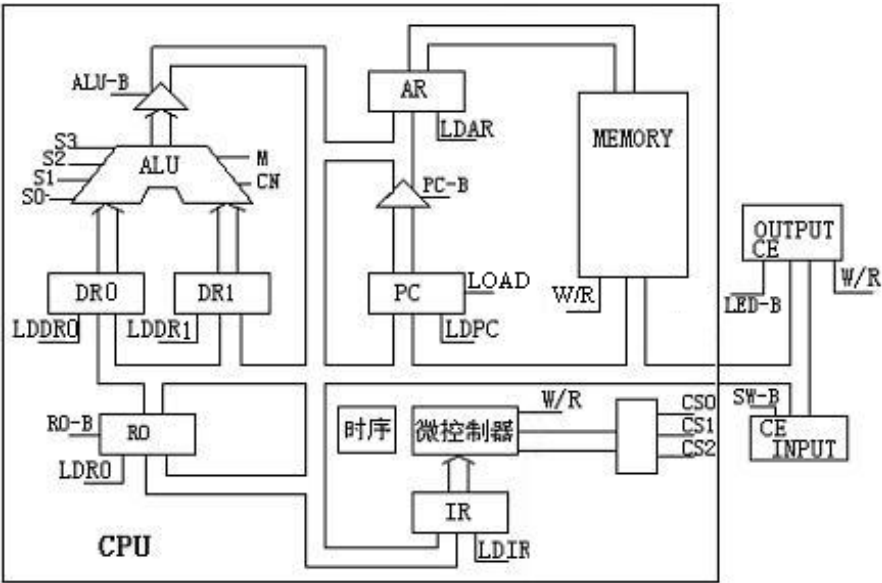 ALU-B
AR
LDAR
MEMORY
S3
S2
S1
S0
ALU
M
CN
PC-B
OUTPUT
CE
W/R
LED-B
DR0
DR1
PC
LOAD
W/R
LDDR0
LDDR1
LDPC
R0-B
R0
LDR0
时序
微控制器
W/R
CS0
CS1
CS2
SW-B
CE
INPUT
IR
LDIR
CPU